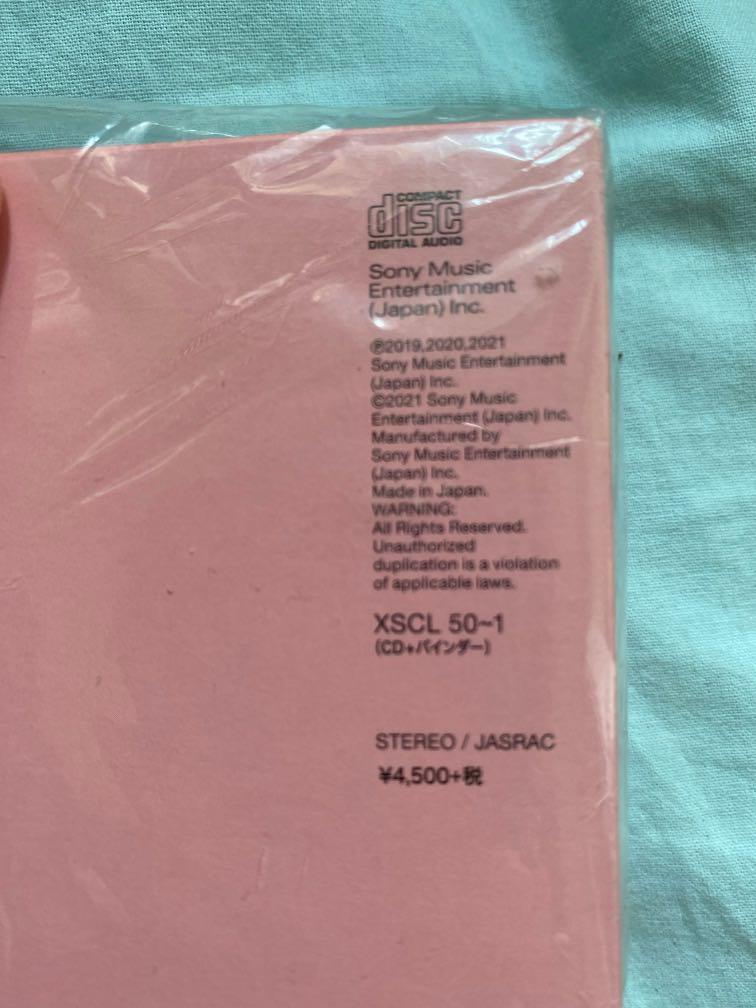 COMPACT
disc
DIGITAL AUDIO
Sony Music
Entertainment
(Japan) Inc.
℗2019,2020,2021
Sony Music Entertainment
(Japan) Inc.
©2021 Sony Music
Entertainment (Japan) Inc.
Manufactured by
Sony Music Entertainment
(Japan) Inc.
Made in Japan.
WARNING:
All Rights Reserved.
Unauthorized
duplication is a violation
of applicable laws.
XSCL 50~1
(CD+バインダー)
STEREO / JASRAC
¥4,500+税